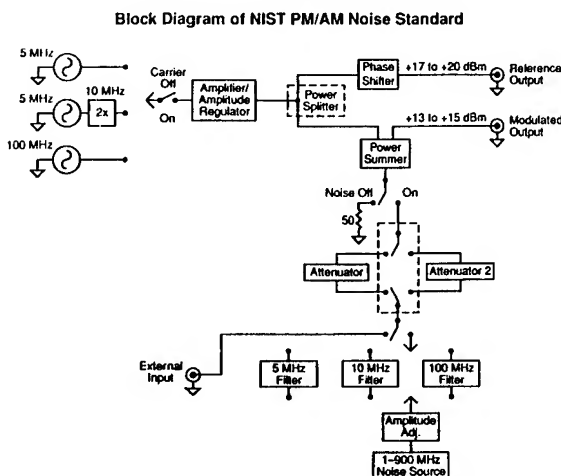 Block Diagram of NIST PM/AM Noise Standard
5 MHz
5 MHz
10 MHz
2x
100 MHz
Carrier
Off
On
Amplifier/
Amplitude
Regulator
Power
Splitter
Phase
Shifter
+17 to +20 dBm
Reference
Output
+13 to +15 dBm
Modulated
Output
Power
Summer
Noise Off
On
50
Attenuator
Attenuator 2
External
Input
5 MHz
Filter
10 MHz
Filter
100 MHz
Filter
Amplitude
Adj.
1–900 MHz
Noise Source